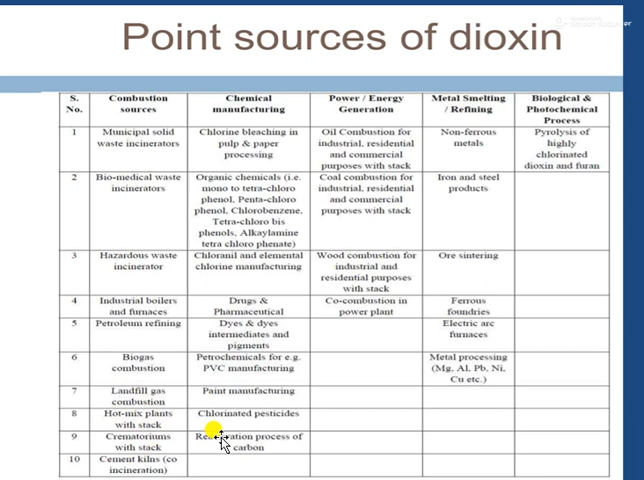 Point sources of dioxin
S. No. Combustion sources Chemical manufacturing Power / Energy Generation Metal Smelting / Refining Biological & Photochemical Process
1 Municipal solid waste incinerators Chlorine bleaching in pulp & paper processing Oil Combustion for industrial, residential and commercial purposes with stack Non-ferrous metals Pyrolysis of highly chlorinated dioxin and furan
2 Bio-medical waste incinerators Organic chemicals (i.e. mono to tetra-chloro phenol, Penta-chloro phenol, Chlorobenzene, Tetra-chloro bis phenols, Alkaylamine tetra chloro phenate) Coal combustion for industrial, residential and commercial purposes with stack Iron and steel products
3 Hazardous waste incinerator Chloranil and elemental chlorine manufacturing Wood combustion for industrial and residential purposes with stack Ore sintering
4 Industrial boilers and furnaces Drugs & Pharmaceutical Co-combustion in power plant Ferrous foundries
5 Petroleum refining Dyes & dyes intermediates and pigments Electric arc furnaces
6 Biogas combustion Petrochemicals for e.g. PVC manufacturing Metal processing (Mg, Al, Pb, Ni, Cu etc.)
7 Landfill gas combustion Paint manufacturing
8 Hot-mix plants with stack Chlorinated pesticides
9 Crematoriums with stack process of carbon
10 Cement kilns (co incineration)